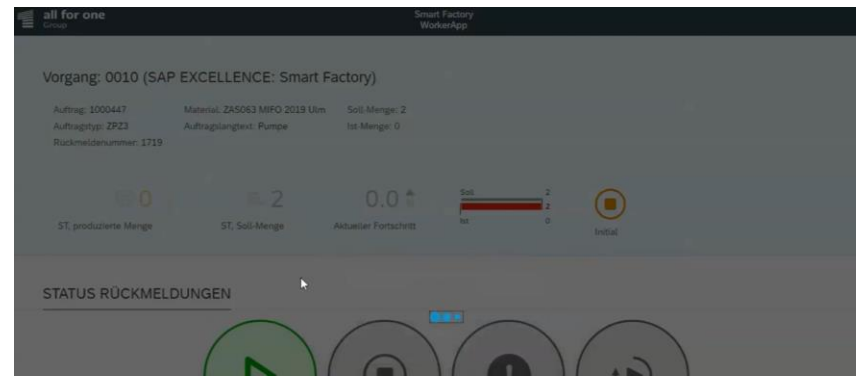 all for one
Group
Smart Factory
WorkerApp
Vorgang: 0010 (SAP EXCELLENCE: Smart Factory)
Auftrag: 1000447
Material: ZAS063 MIFO 2019 Ulm
Soll-Menge: 2
Auftragstyp: ZPZ3
Auftragslangtext: Pumpe
Ist-Menge: 0
Rückmeldenummer: 1719
0
2
0.0
Soll 2
2
Ist 0
ST, produzierte Menge
ST, Soll-Menge
Aktueller Fortschritt
Initial
STATUS RÜCKMELDUNGEN